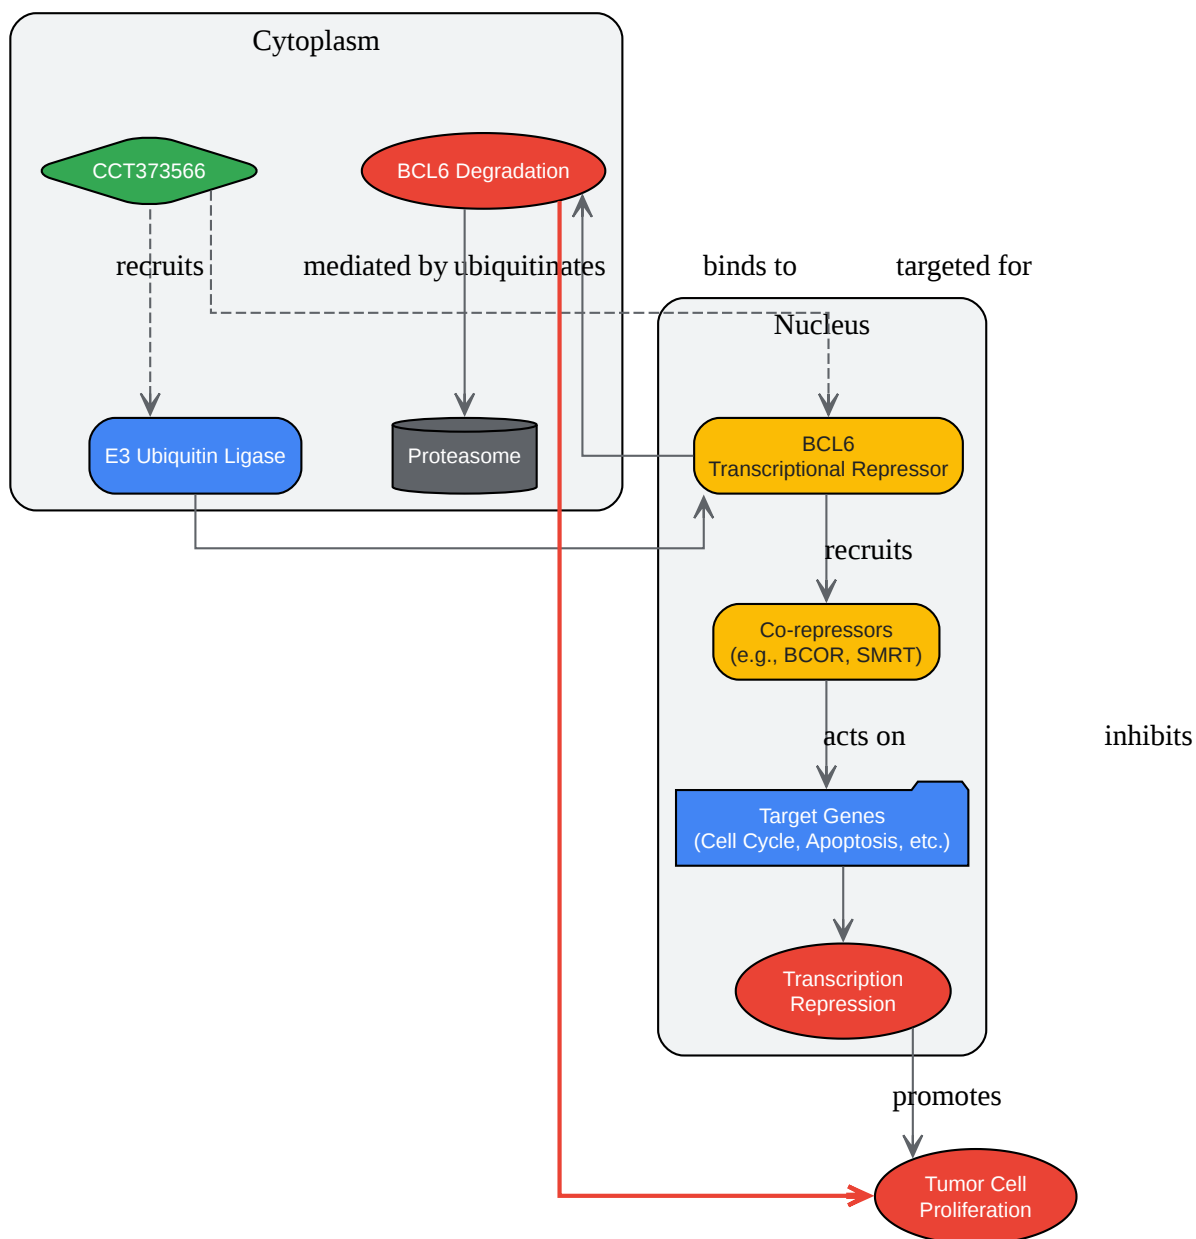 Cytoplasm
CCT373566
BCL6 Degradation
recruits
mediated by
ubiquitinates
binds to
targeted for
Nucleus
E3 Ubiquitin Ligase
Proteasome
BCL6
Transcriptional Repressor
recruits
Co-repressors
(e.g., BCOR, SMRT)
acts on
inhibits
Target Genes
(Cell Cycle, Apoptosis, etc.)
Transcription
Repression
promotes
Tumor Cell
Proliferation